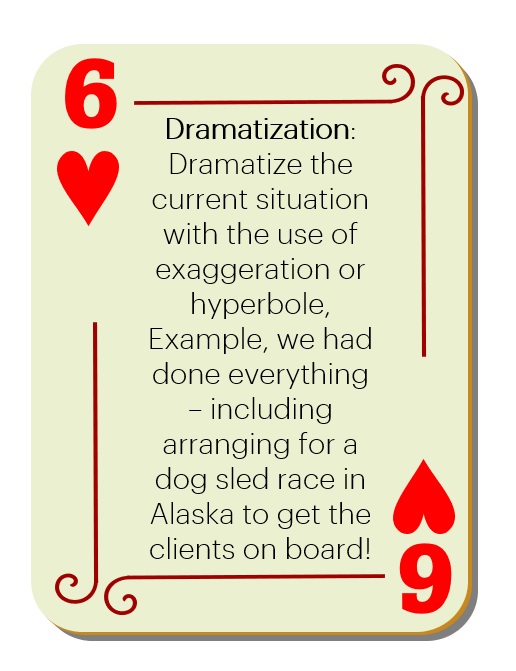 6
Dramatization:
Dramatize the
current situation
with the use of
exaggeration or
hyperbole,
Example, we had
done everything
– including
arranging for a
dog sled race in
Alaska to get the
clients on board!
6